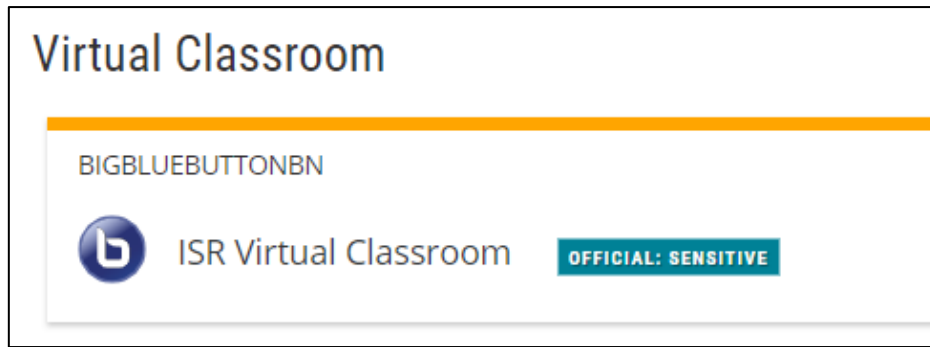 Virtual Classroom
BIGBLUEBUTTONBN
ISR Virtual Classroom OFFICIAL: SENSITIVE